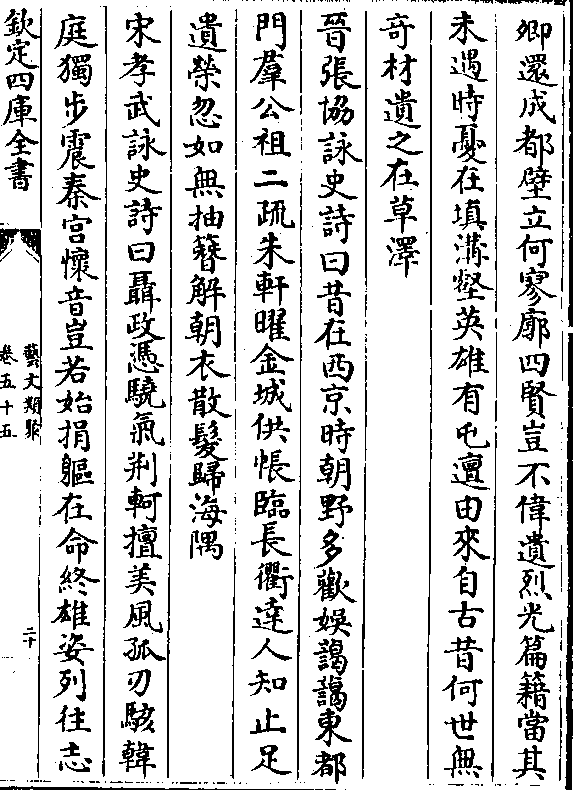 卿還成都壁立何寥廓四賢豈不偉遺烈光篇籍當其
未遇時憂在填溝壑英雄有屯邅由來自古昔何世無
竒材遺之在草澤
晉張協詠史詩曰昔在西京時朝野多歡娛藹藹東都
門羣公祖二疏朱軒曜金城供帳臨長衢達人知止足
遺榮忽如無抽簪解朝衣散髮歸海隅
宋孝武詠史詩曰聶政憑驍氣荆軻擅美風孤刃駭韓
庭獨步震秦宫懷音豈若始捐軀在命終雄姿列往志
欽定四庫全書
藝文類聚
卷五十五
二十